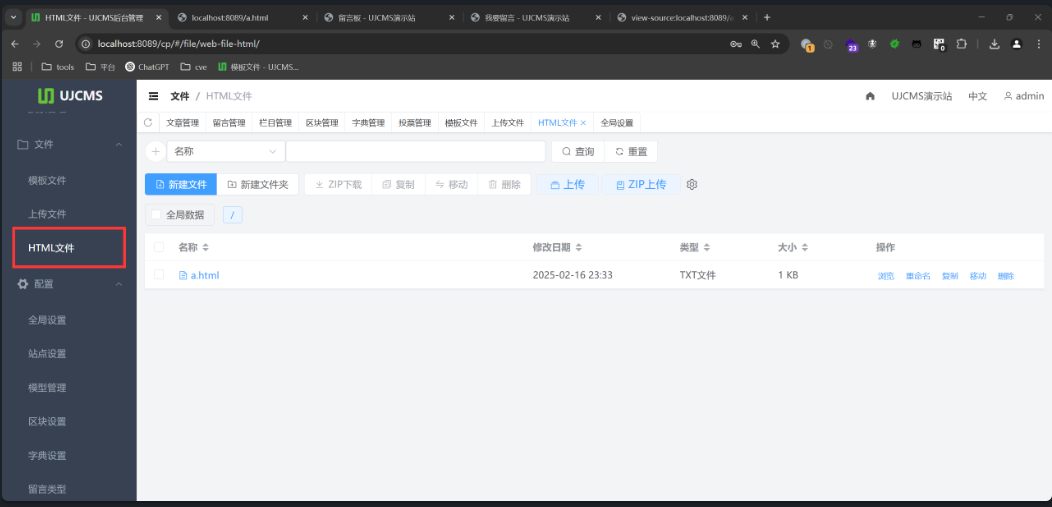 HTML文件 - UJCMS后台管理
localhost:8089/a.html
留言板 - UJCMS演示站
我要留言 - UJCMS演示站
view-source:localhost:8089/
localhost:8089/cp/#/file/web-file-html/
1
23
0
tools
平台
ChatGPT
cve
模板文件 - UJCMS...
UJCMS
文件 / HTML文件
UJCMS演示站
中文
admin
文章管理
留言管理
栏目管理
区块管理
字典管理
投票管理
模板文件
上传文件
HTML文件
全局设置
文件
模板文件
上传文件
HTML文件
配置
全局设置
站点设置
模型管理
区块设置
字典设置
留言类型
名称
查询
重置
新建文件
新建文件夹
ZIP下载
复制
移动
删除
上传
ZIP上传
全局数据
/
名称 修改日期 类型 大小 操作
a.html 2025-02-16 23:33 TXT文件 1 KB 浏览 重命名 复制 移动 删除